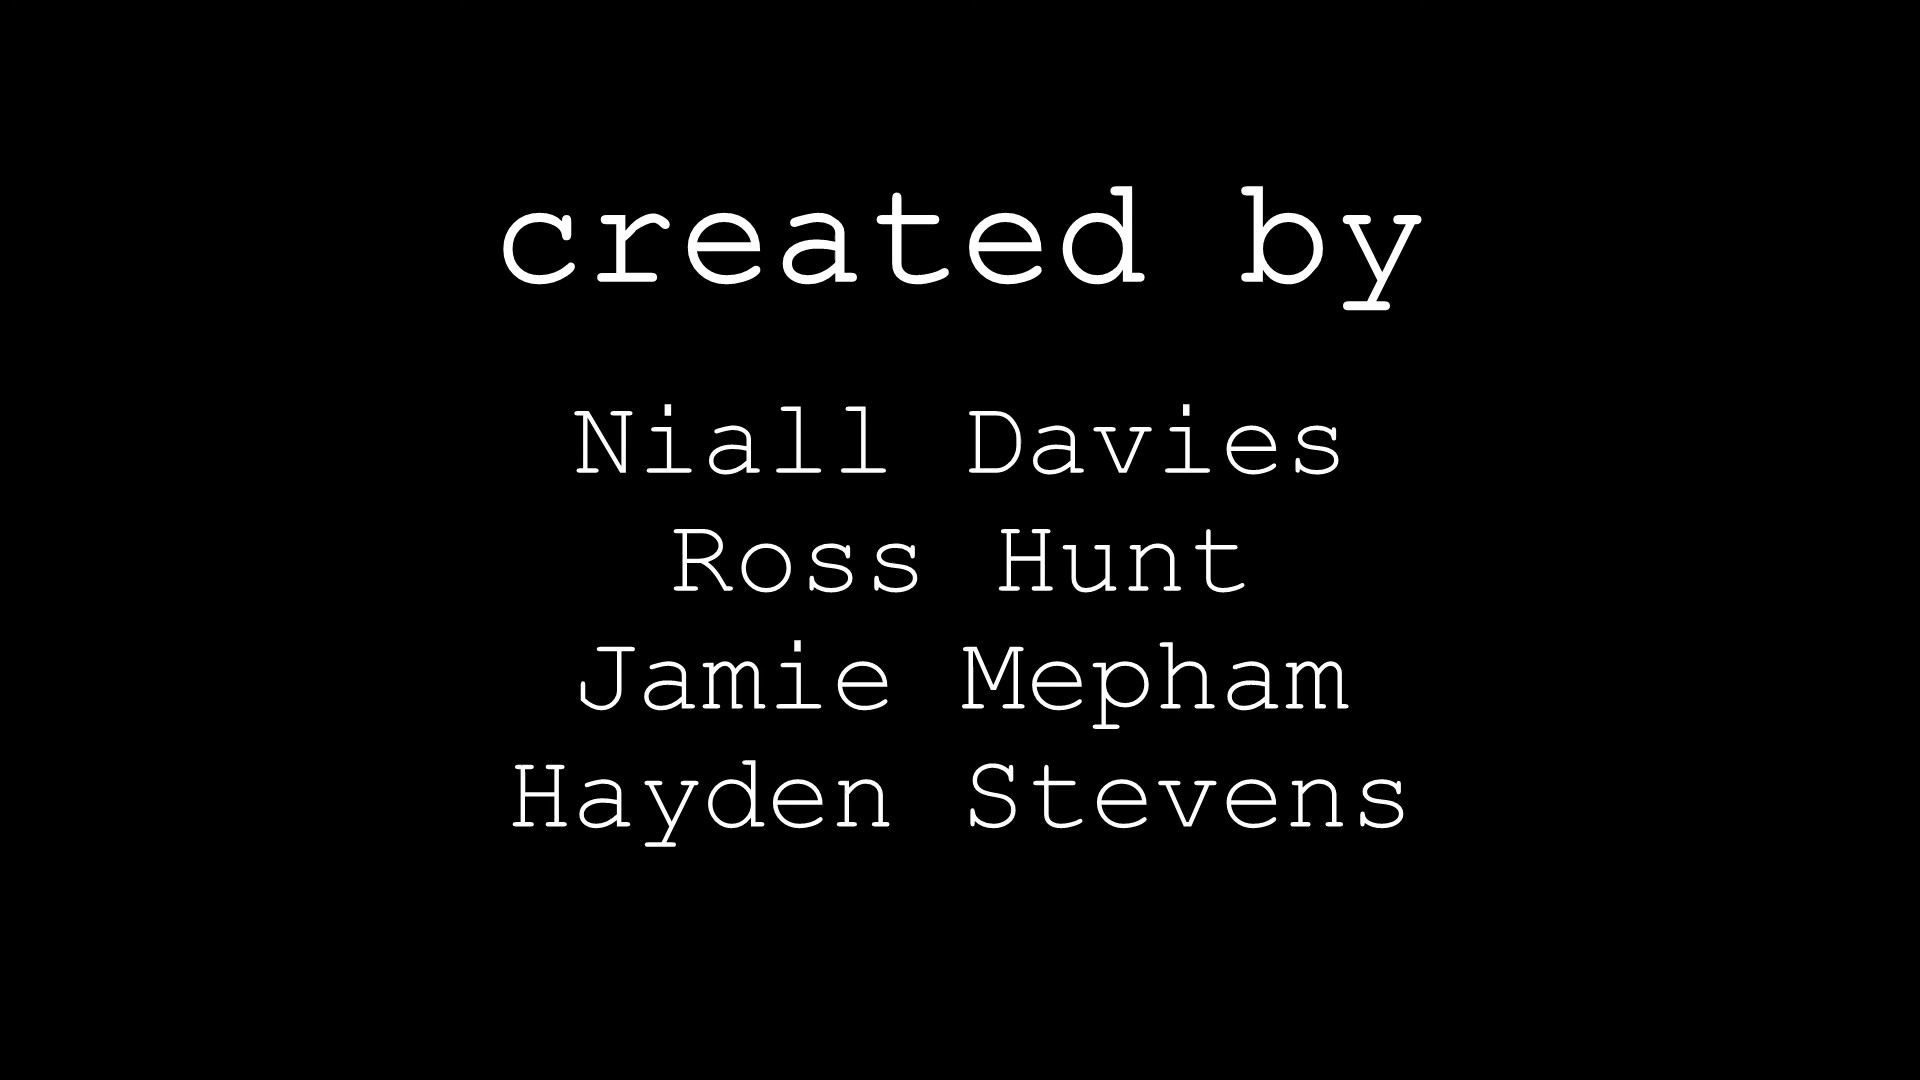 created by
Niall Davies
Ross Hunt
Jamie Mepham
Hayden Stevens